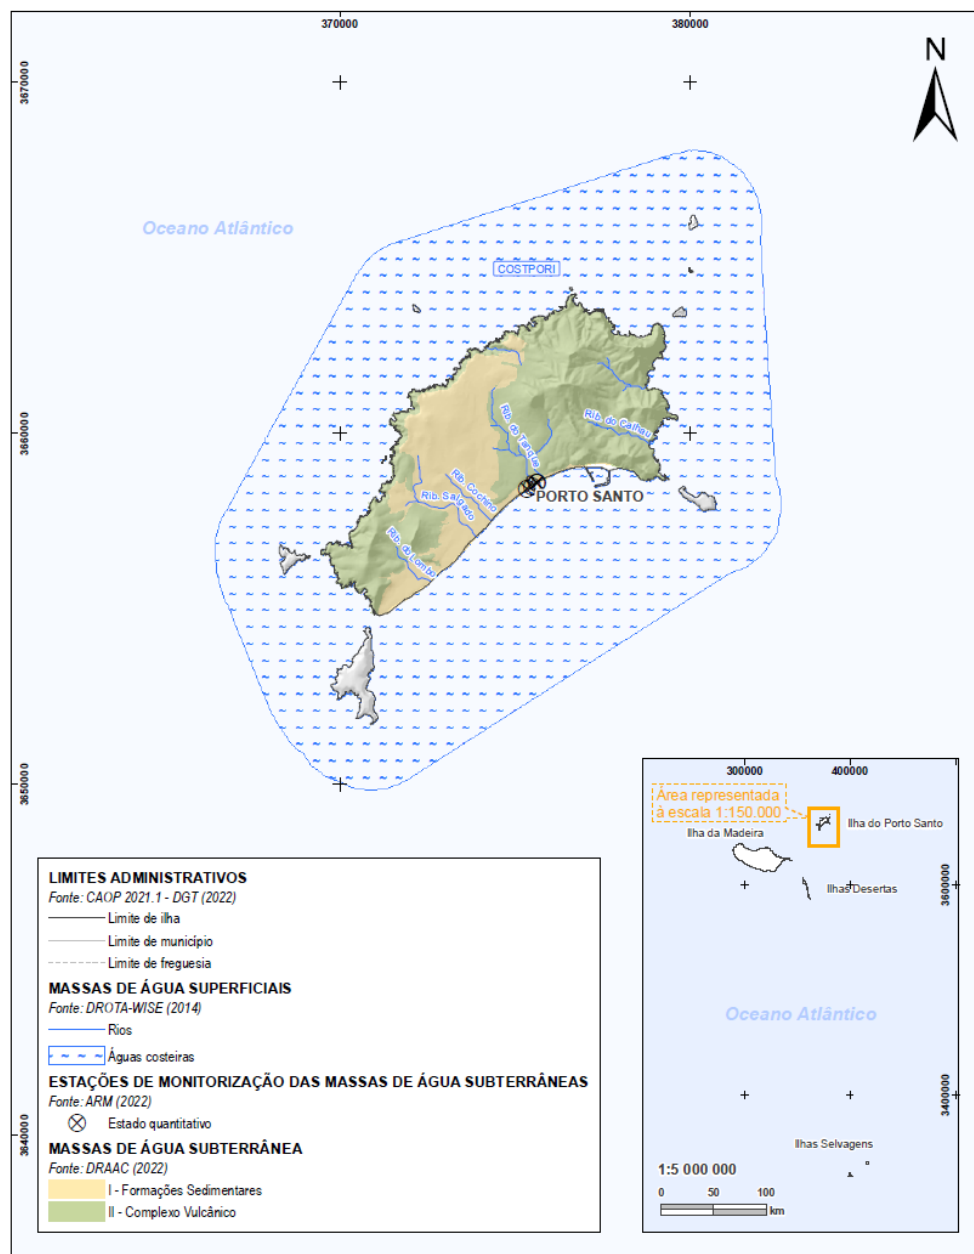 370000
380000
3670000
N
Oceano Atlântico
COSTPORI
3660000
Rib. do Tanque
Rib. do Calhau
Rib. Cochino
Rib. Salgado
PORTO SANTO
Rib. do Lombo
3650000
3640000
LIMITES ADMINISTRATIVOS
Fonte: CAOP 2021.1 - DGT (2022)
Limite de ilha
Limite de município
Limite de freguesia
MASSAS DE ÁGUA SUPERFICIAIS
Fonte: DROTA-WISE (2014)
Rios
Águas costeiras
ESTAÇÕES DE MONITORIZAÇÃO DAS MASSAS DE ÁGUA SUBTERRÂNEAS
Fonte: ARM (2022)
Estado quantitativo
MASSAS DE ÁGUA SUBTERRÂNEA
Fonte: DRAAC (2022)
I - Formações Sedimentares
II - Complexo Vulcânico
300000
400000
Área representada
à escala 1:150.000
Ilha do Porto Santo
Ilha da Madeira
Ilhas Desertas
3600000
Oceano Atlântico
3400000
Ilhas Selvagens
1:5 000 000
0 50 100
km